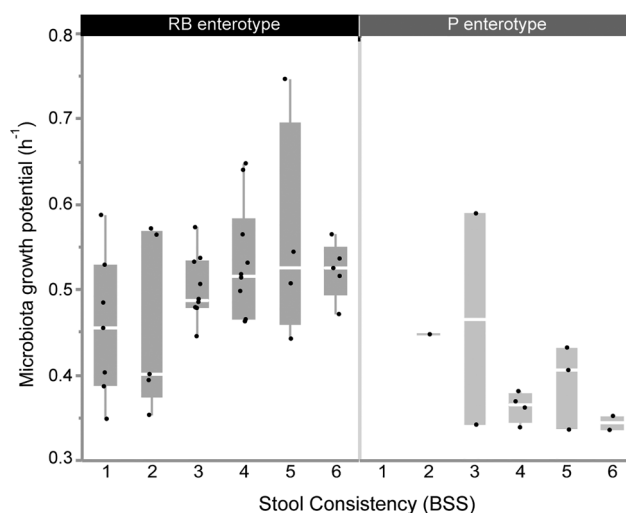 RB enterotype P enterotype
0.8
0.7
0.6
0.5
0.4
0.3
Microbiota growth potential (h⁻¹)
1 2 3 4 5 6 1 2 3 4 5 6
Stool Consistency (BSS)